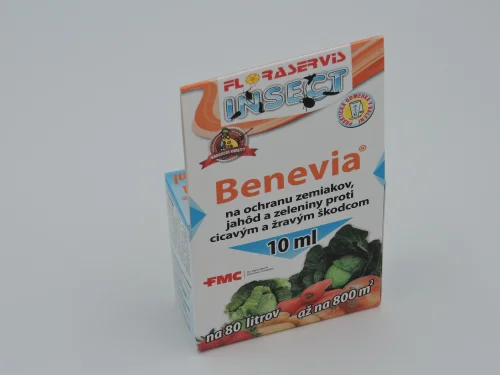 FLORASERVIS
INSECT
Benevia®
na ochranu zemiakov,
jahôd a zeleniny proti
cicavým a žravým škodcom
10 ml
FMC
na 80 litrov
až na 800 m²